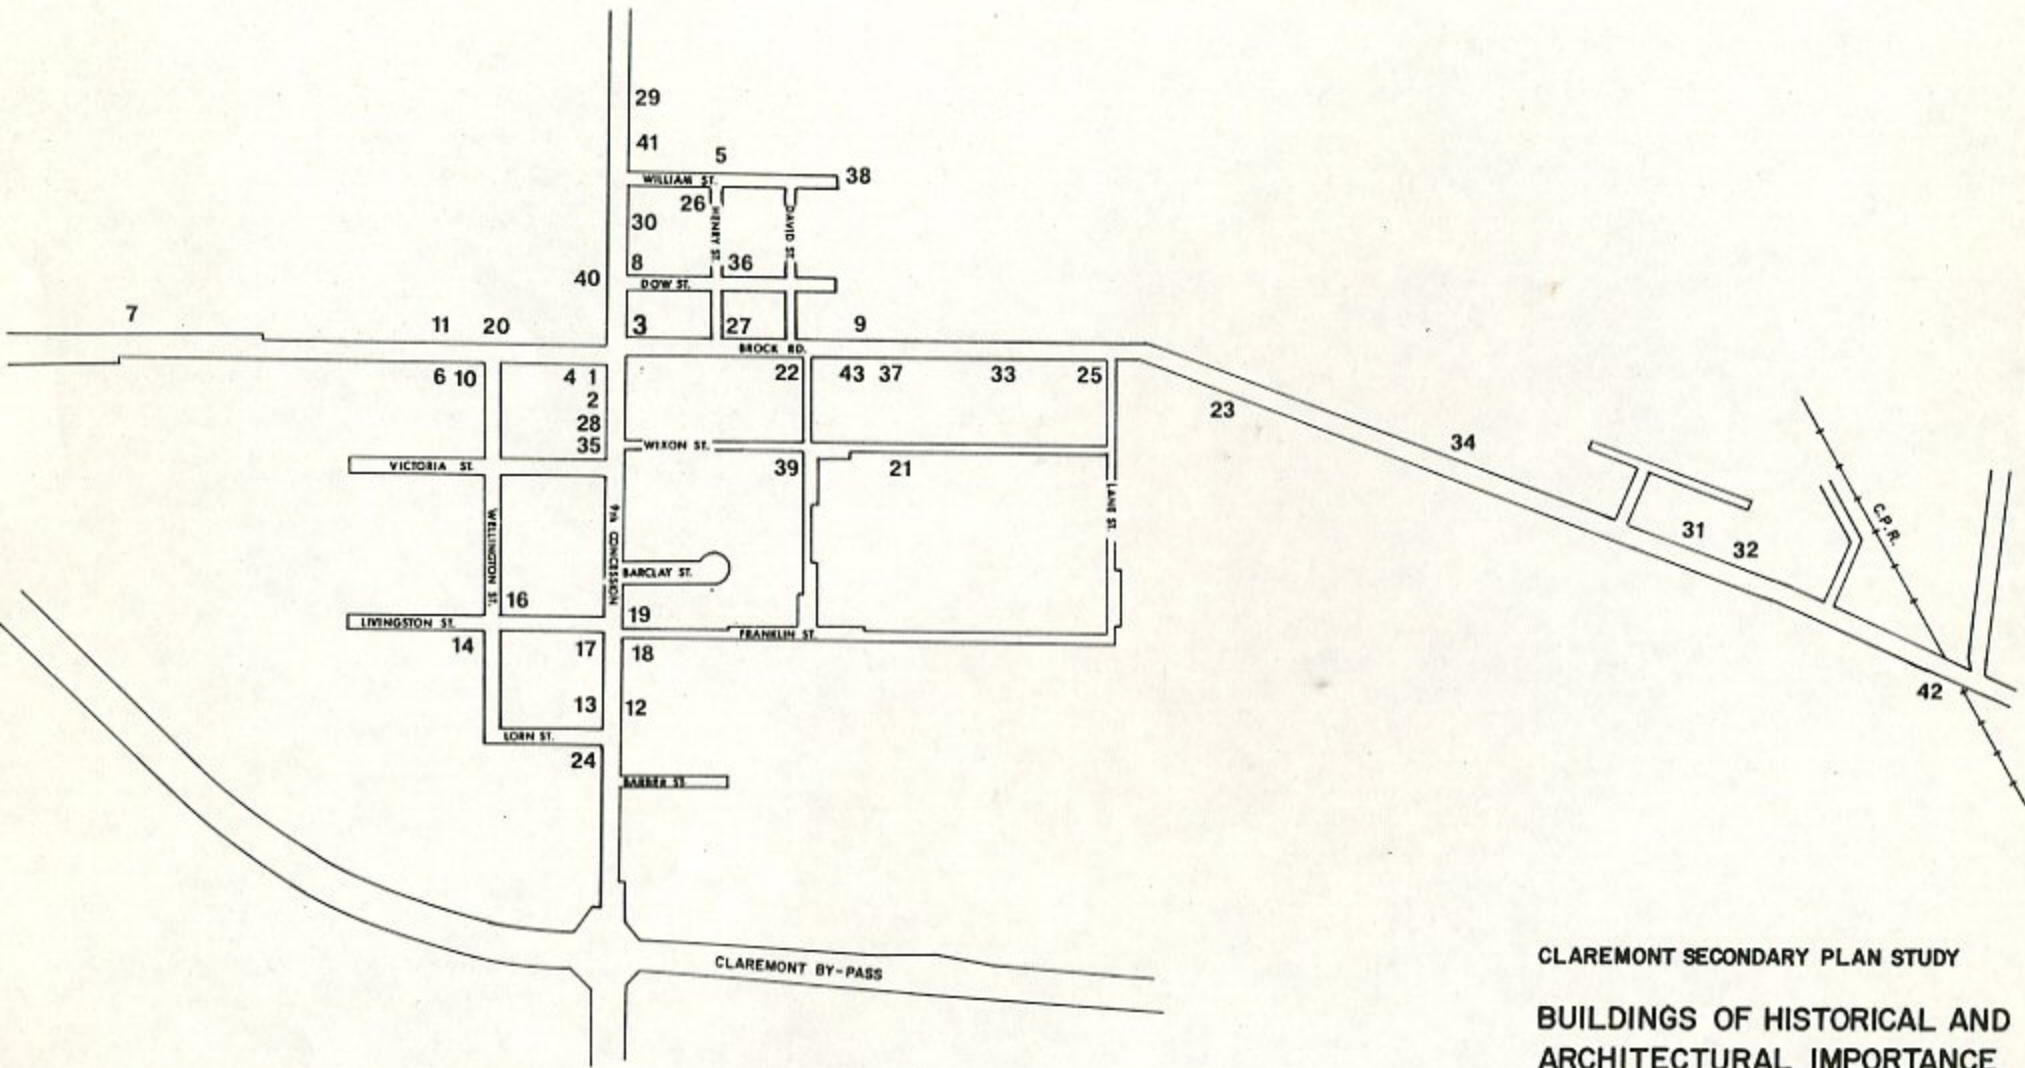 29
41
5
WILLIAM ST.
38
26
HENRY ST.
DAVID ST.
30
8
36
40
DOW ST.
7
11
20
3
27
9
BROCK RD.
6
10
4
1
22
43
37
33
25
2
28
35
23
WIXON ST.
34
VICTORIA ST.
39
21
WELLINGTON ST.
9TH CONCESSION
LANE ST.
C.P.R.
31
32
BARCLAY ST.
16
19
LIVINGSTON ST.
FRANKLIN ST.
14
17
18
13
12
42
LORN ST.
24
BARBER ST.
CLAREMONT BY-PASS
CLAREMONT SECONDARY PLAN STUDY
BUILDINGS OF HISTORICAL AND
ARCHITECTURAL IMPORTANCE